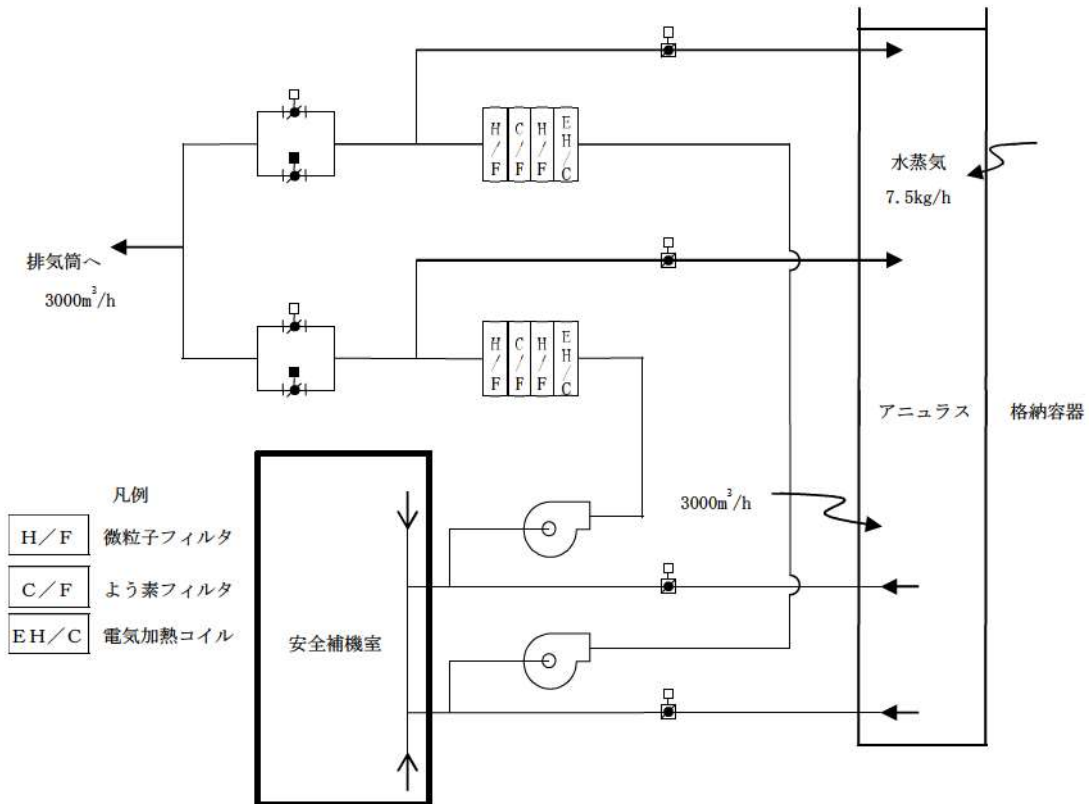 H/F C/F H/F EH/C
水蒸気
7.5kg/h
排気筒へ
3000m³/h
H/F C/F H/F EH/C
アニュラス
格納容器
3000m³/h
凡例
H/F 微粒子フィルタ
C/F よう素フィルタ
EH/C 電気加熱コイル
安全補機室